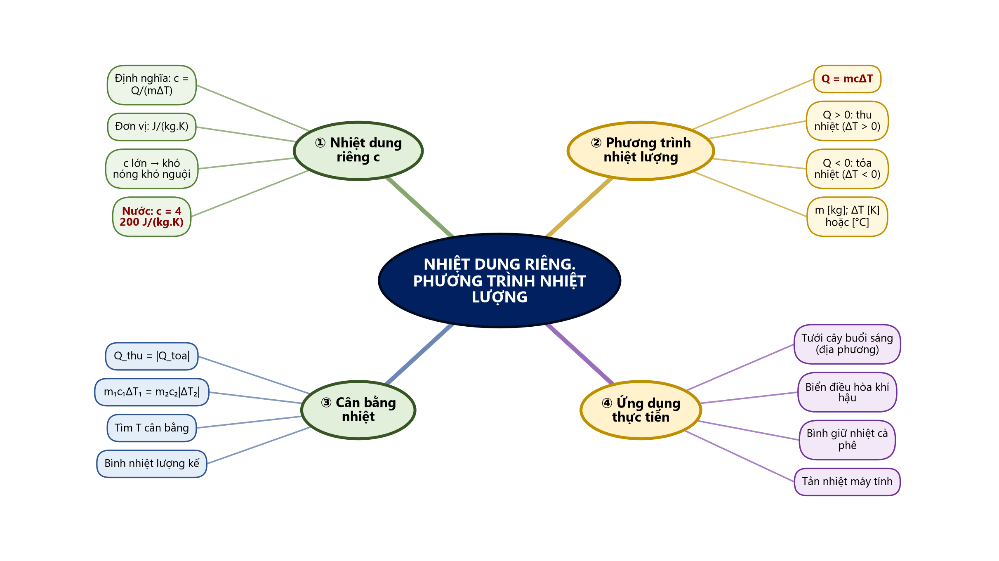 Định nghĩa: c =
Q/(mΔT)
Đơn vị: J/(kg.K)
c lớn → khó
nóng khó nguội
Nước: c = 4
200 J/(kg.K)
① Nhiệt dung
riêng c
② Phương trình
nhiệt lượng
Q = mcΔT
Q > 0: thu
nhiệt (ΔT > 0)
Q < 0: tỏa
nhiệt (ΔT < 0)
m [kg]; ΔT [K]
hoặc [°C]
NHIỆT DUNG RIÊNG.
PHƯƠNG TRÌNH NHIỆT
LƯỢNG
Q_thu = |Q_toa|
m₁c₁ΔT₁ = m₂c₂|ΔT₂|
Tìm T cân bằng
Bình nhiệt lượng kế
③ Cân bằng
nhiệt
④ Ứng dụng
thực tiễn
Tưới cây buổi sáng
(địa phương)
Biển điều hòa khí
hậu
Bình giữ nhiệt cà
phê
Tản nhiệt máy tính